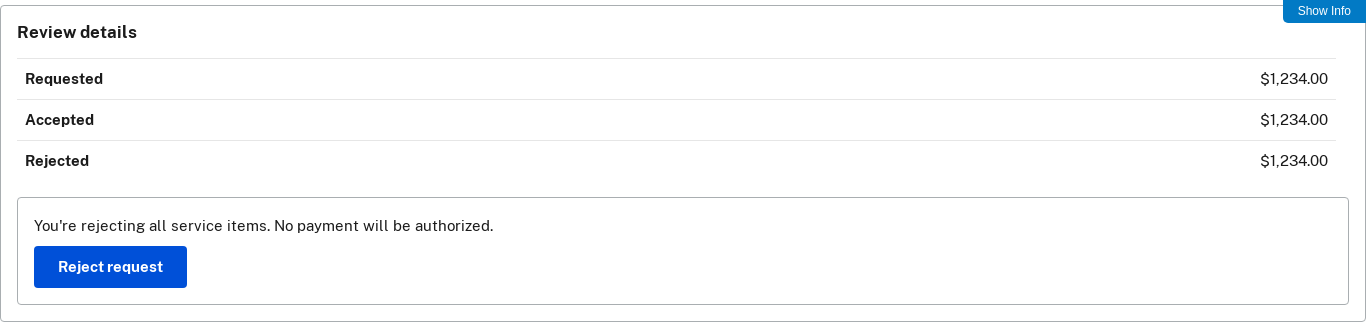 Show Info
Review details
Requested $1,234.00
Accepted $1,234.00
Rejected $1,234.00
You're rejecting all service items. No payment will be authorized.
Reject request